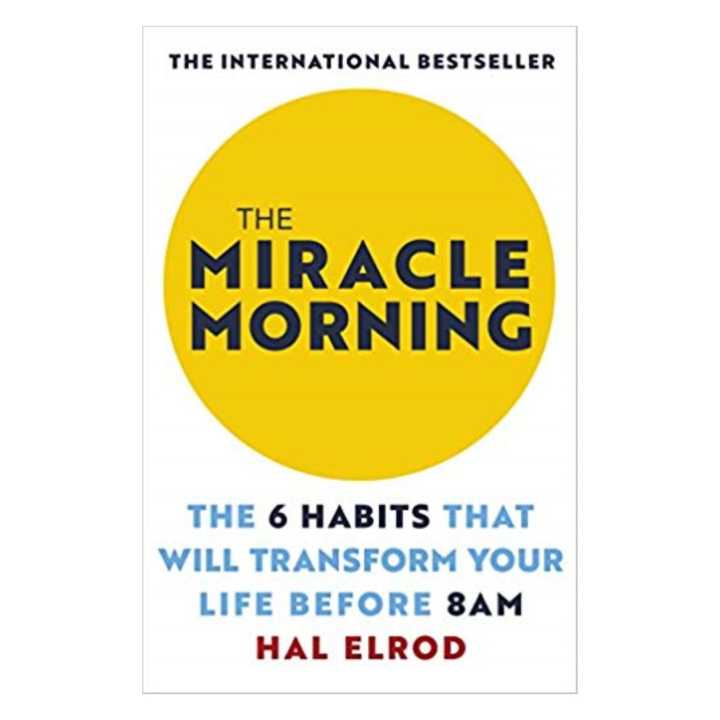 THE INTERNATIONAL BESTSELLER
THE
MIRACLE
MORNING
THE 6 HABITS THAT
WILL TRANSFORM YOUR
LIFE BEFORE 8AM
HAL ELROD